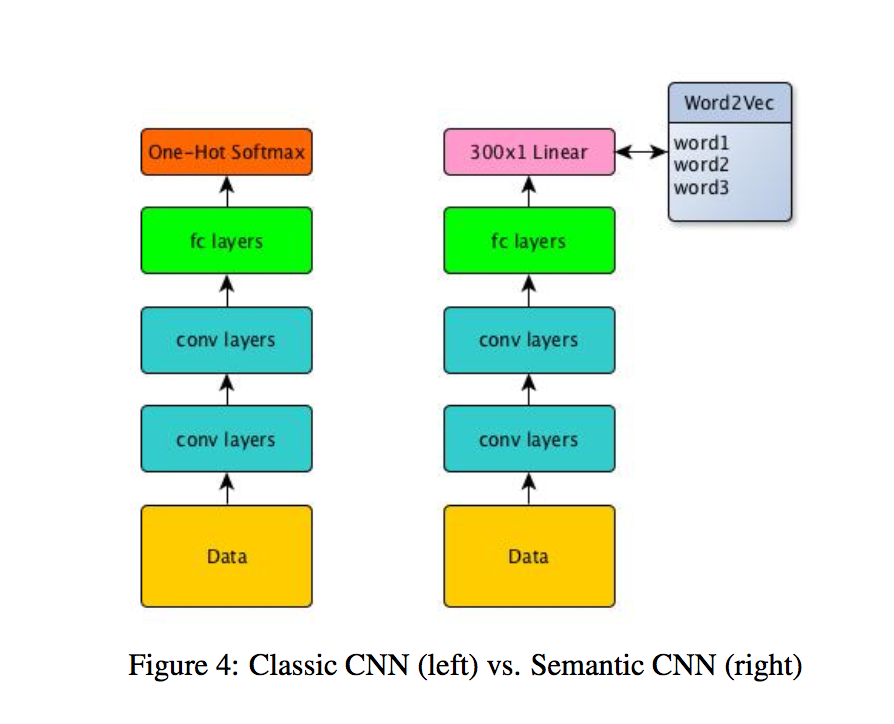 Word2Vec
word1
word2
word3
One-Hot Softmax
300x1 Linear
fc layers
fc layers
conv layers
conv layers
conv layers
conv layers
Data
Data
Figure 4: Classic CNN (left) vs. Semantic CNN (right)